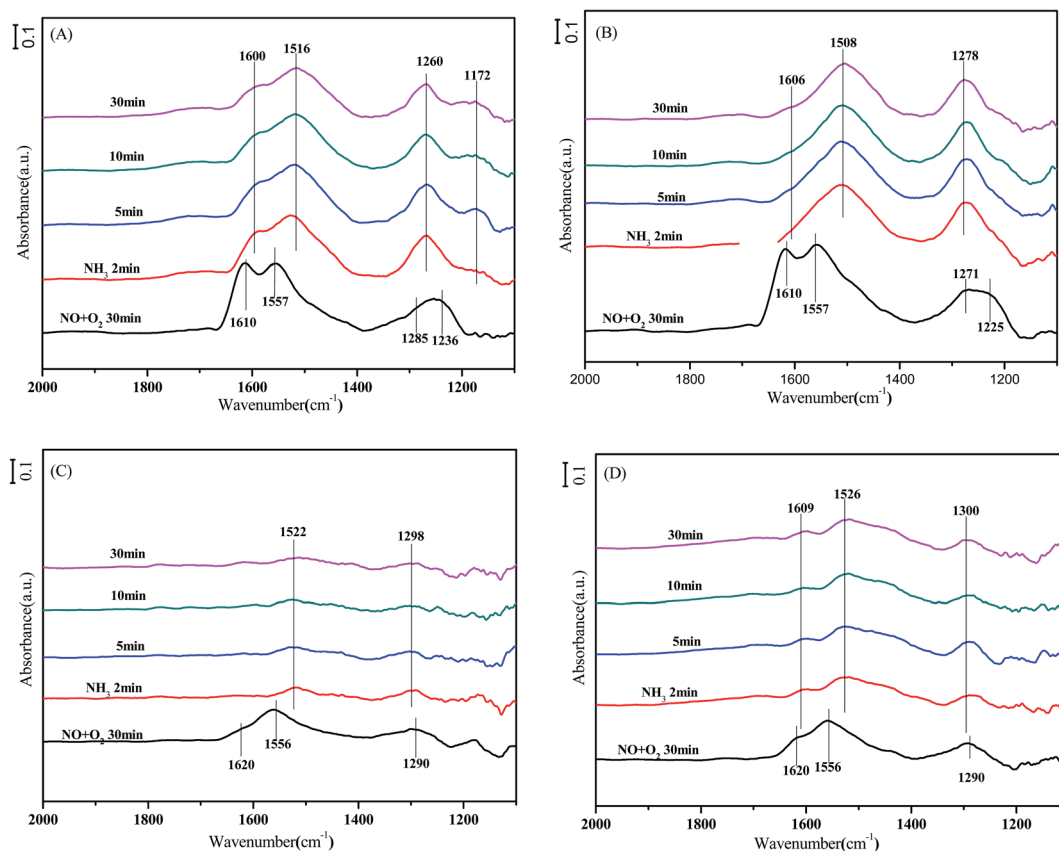 0.1
(A)
1600
1516
1260
1172
30min
10min
5min
NH₃ 2min
NO+O₂ 30min
1610
1557
1285
1236
2000
1800
1600
1400
1200
Wavenumber(cm⁻¹)
Absorbance(a.u.)
0.1
(B)
1606
1508
1278
30min
10min
5min
NH₃ 2min
NO+O₂ 30min
1610
1557
1271
1225
2000
1800
1600
1400
1200
Wavenumber(cm⁻¹)
Absorbance(a.u.)
0.1
(C)
1522
1298
30min
10min
5min
NH₃ 2min
NO+O₂ 30min
1620
1556
1290
2000
1800
1600
1400
1200
Wavenumber(cm⁻¹)
Absorbance(a.u.)
0.1
(D)
1609
1526
1300
30min
10min
5min
NH₃ 2min
NO+O₂ 30min
1620
1556
1290
2000
1800
1600
1400
1200
Wavenumber(cm⁻¹)
Absorbance(a.u.)